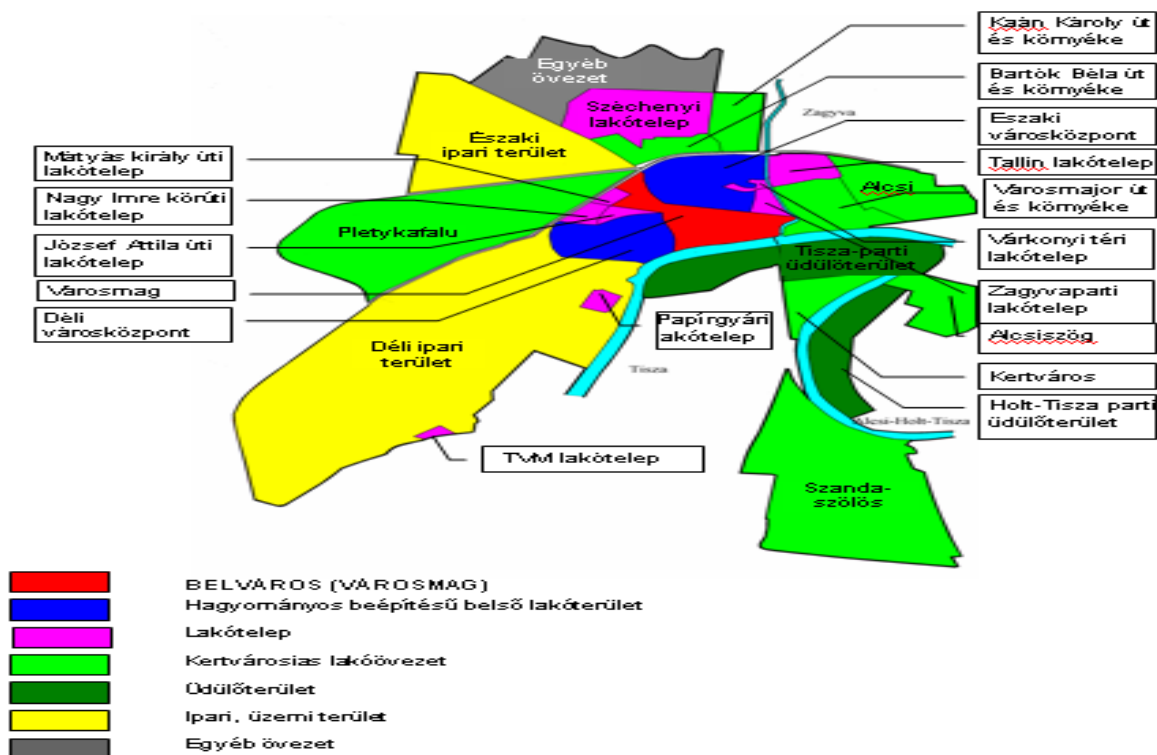 Egyéb
övezet
Széchenyi
lakótelep
Északi
ipari terület
Zagyva
Alcsi
Pletykafalu
Tisza-parti
üdülőterület
Déli ipari
terület
Tisza
Alcsi-Holt-Tisza
Szanda-
szőlős
Mátyás király úti
lakótelep
Nagy Imre körúti
lakótelep
József Attila úti
lakótelep
Városmag
Déli
városközpont
Papírgyári
akótelep
TVM lakótelep
Kaán Károly út
és környéke
Bartók Béla út
és környéke
Északi
városközpont
Tallin lakótelep
Városmajor út
és környéke
Várkonyi téri
lakótelep
Zagyvaparti
lakótelep
Alcsiszög
Kertváros
Holt-Tisza parti
üdülőterület
BELVÁROS (VÁROSMAG)
Hagyományos beépítésű belső lakóterület
Lakótelep
Kertvárosias lakóövezet
Üdülőterület
Ipari, üzemi terület
Egyéb övezet